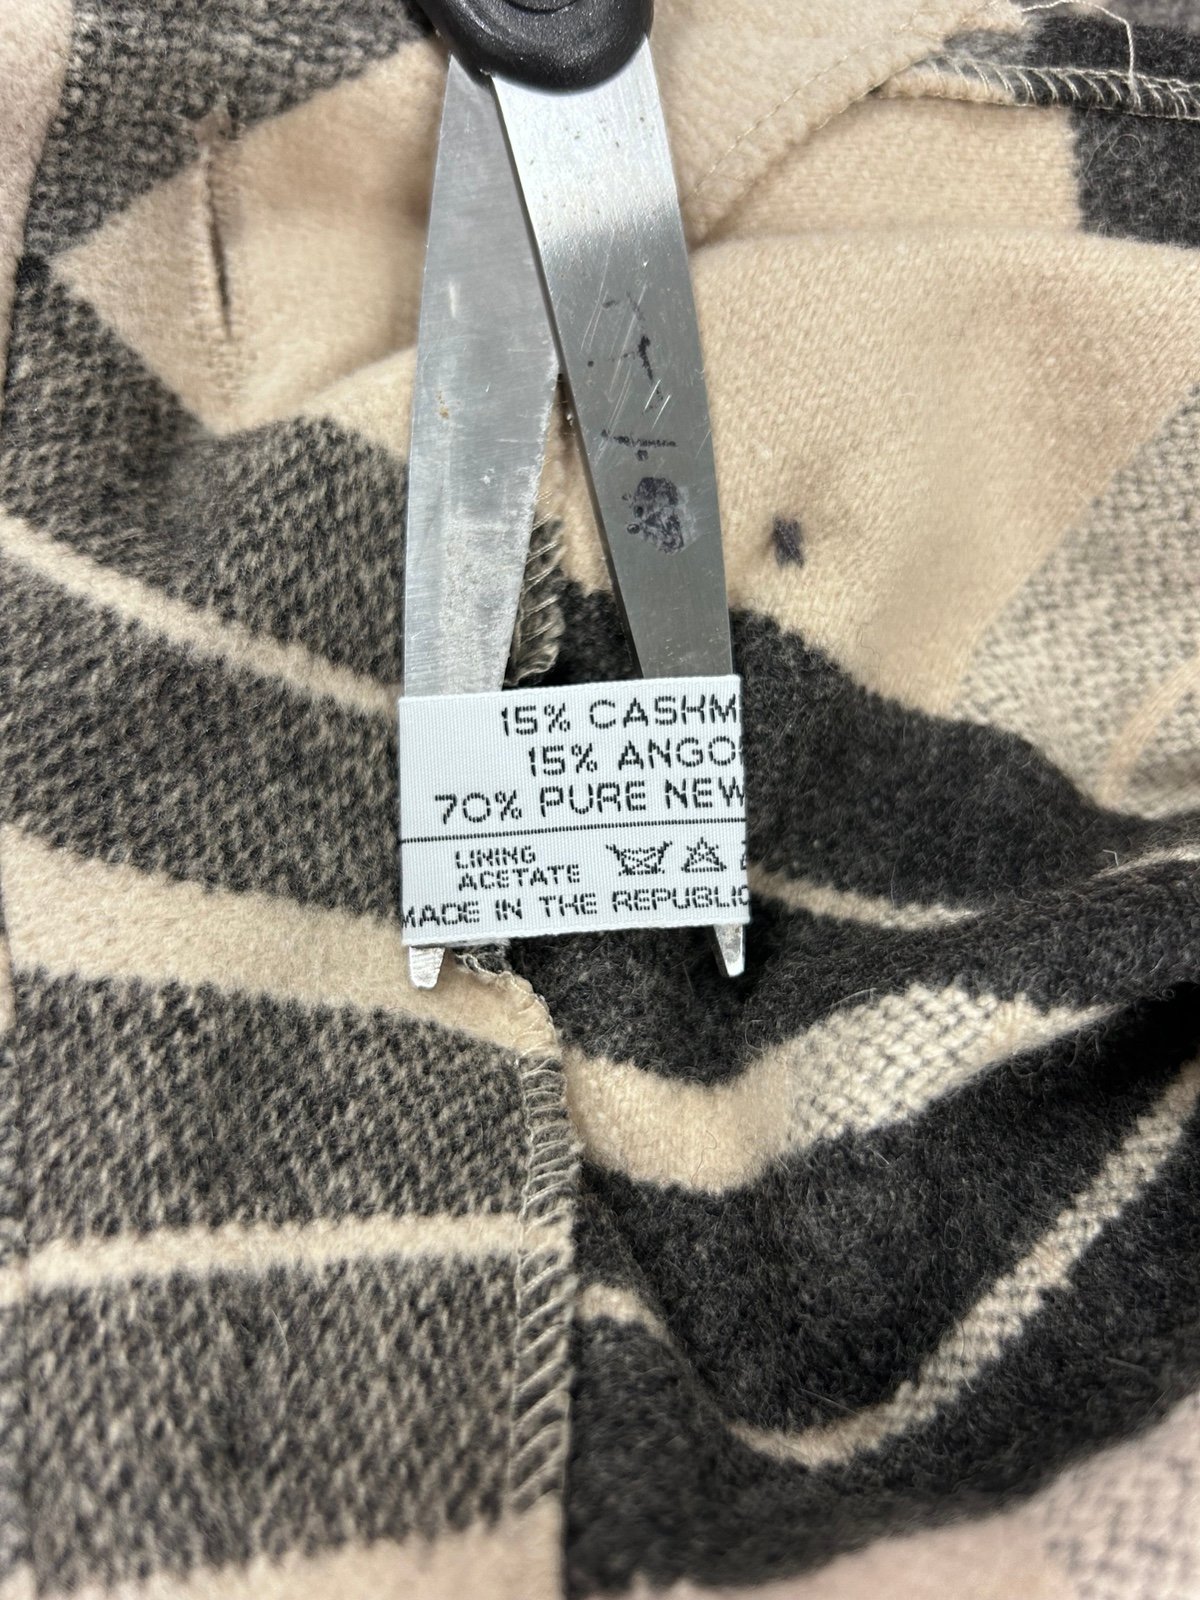 15% CASHM
15% ANGO
70% PURE NEW
LINING
ACETATE
MADE IN THE REPUBLIC